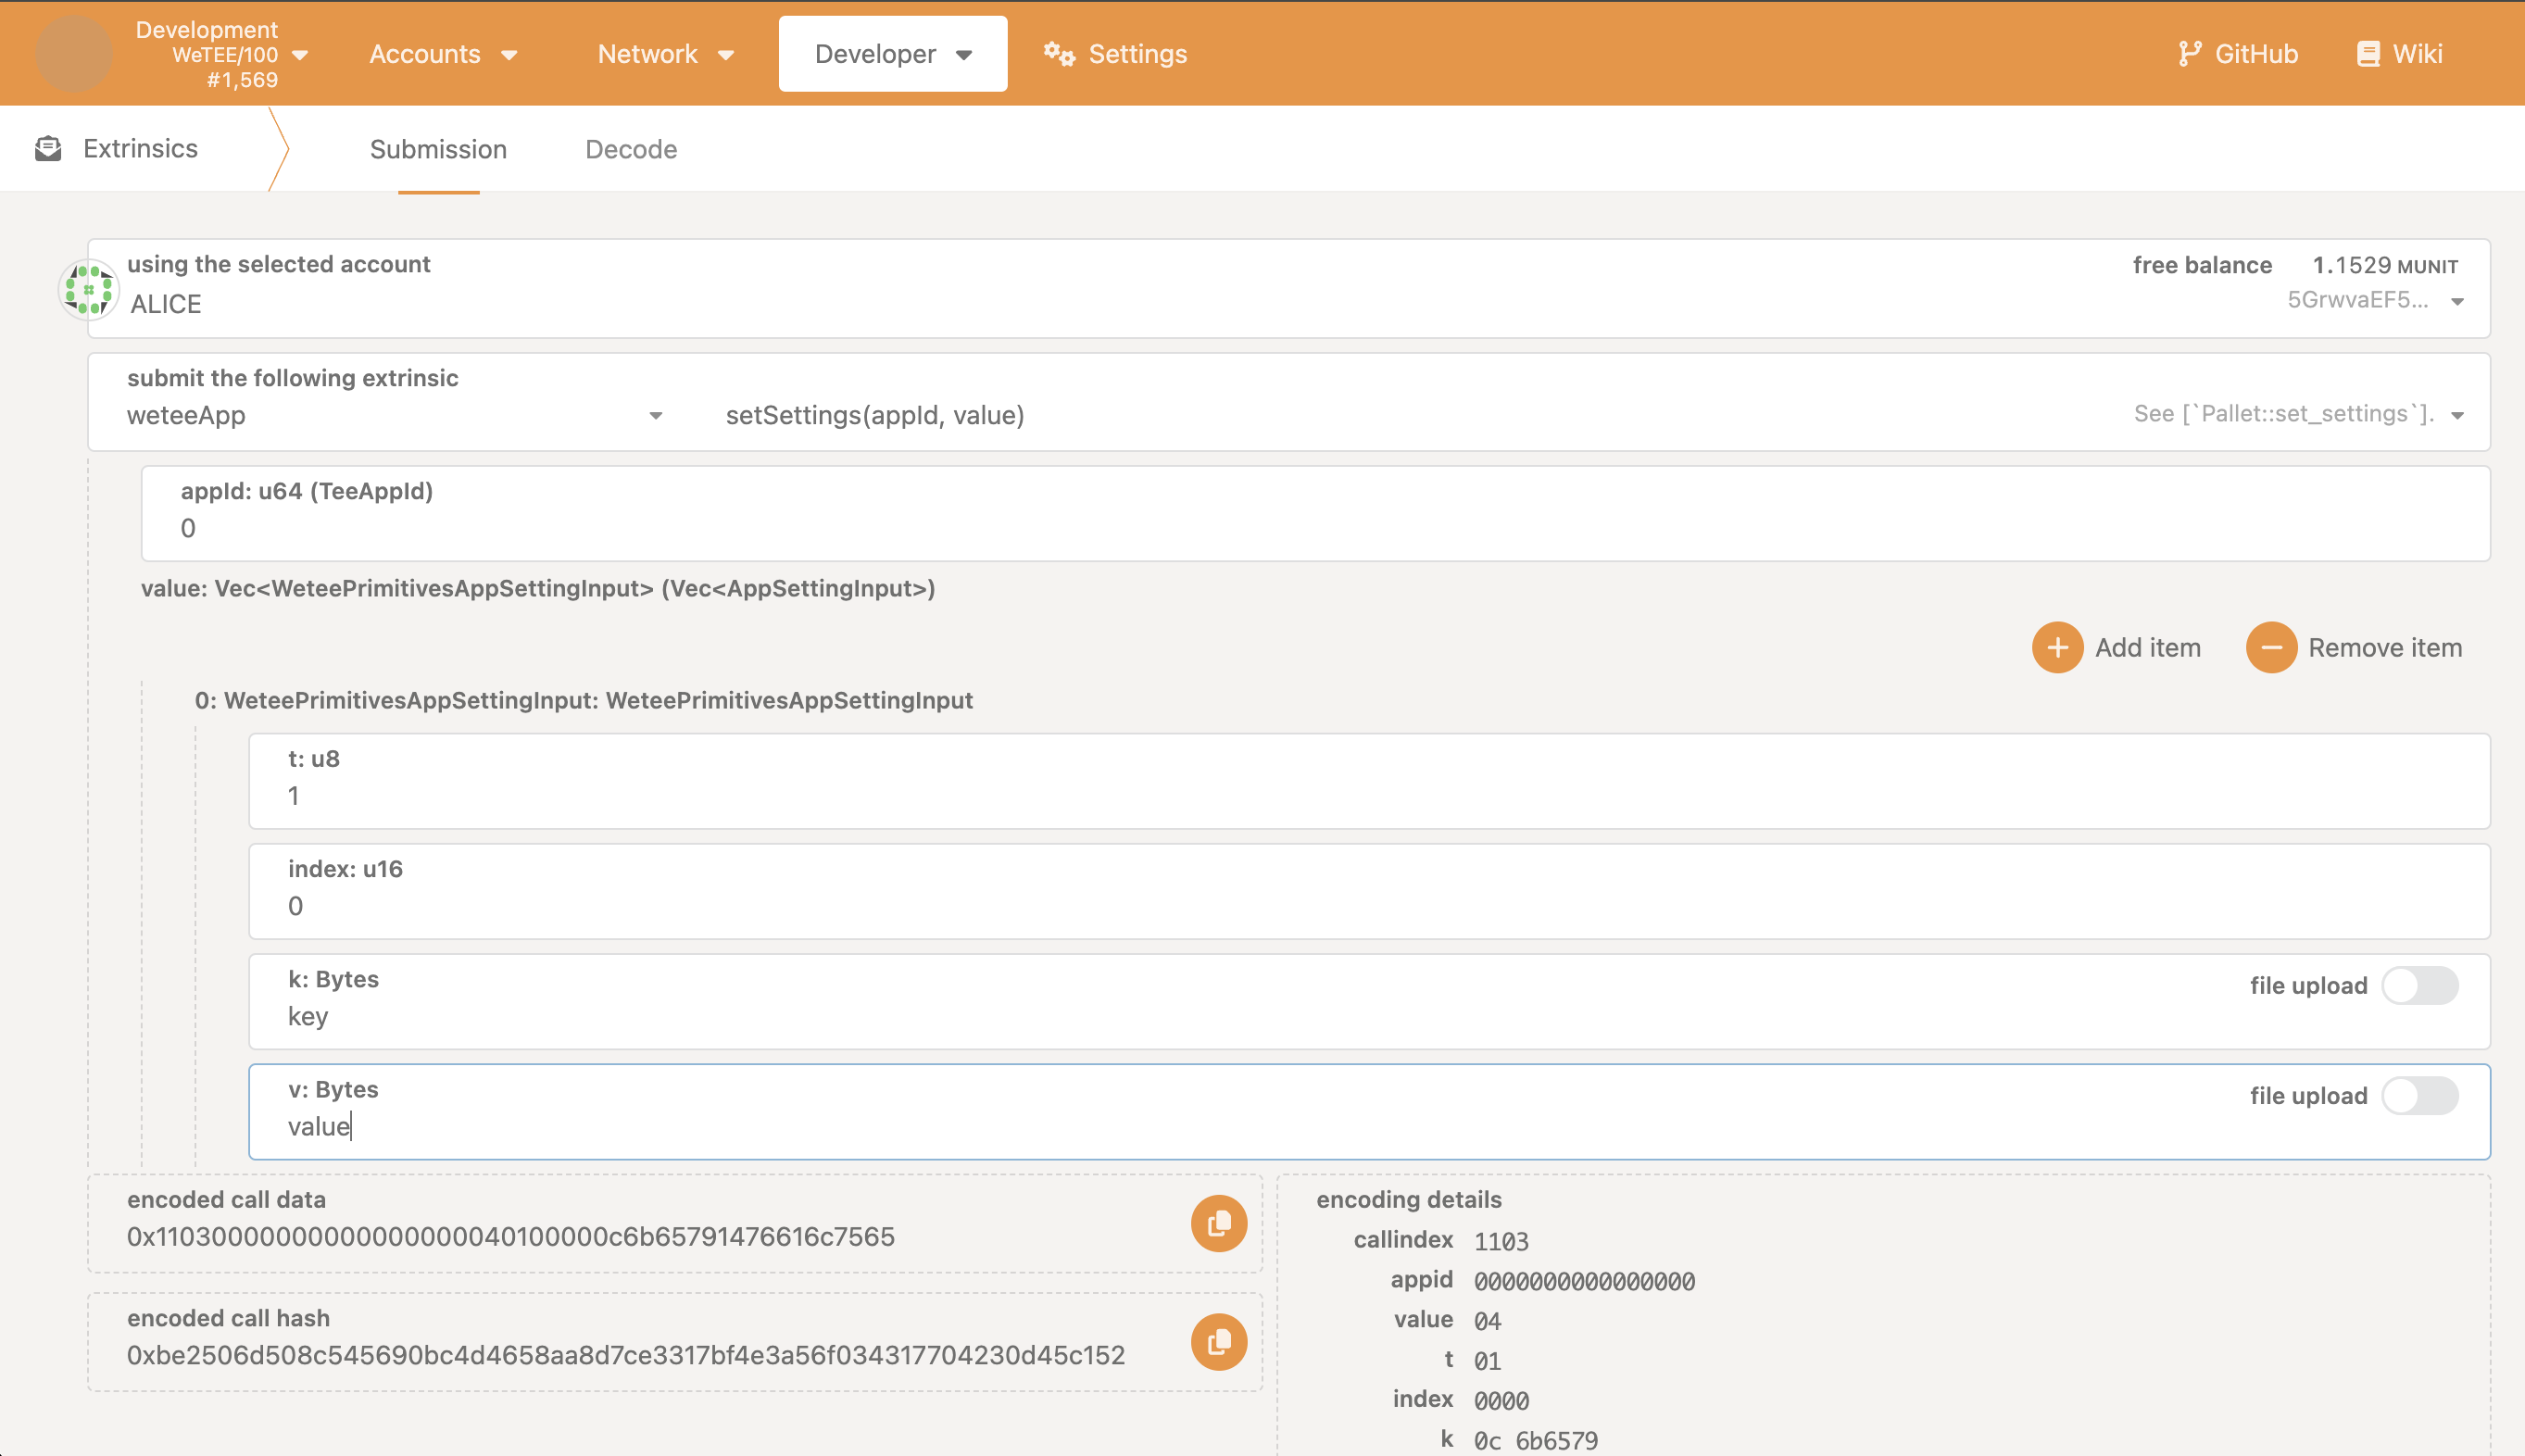 Development
WeTEE/100
#1,569
Accounts
Network
Developer
Settings
GitHub
Wiki
Extrinsics
Submission
Decode
using the selected account
ALICE
free balance 1.1529 MUNIT
5GrwvaEF5...
submit the following extrinsic
weteeApp
setSettings(appId, value)
See [`Pallet::set_settings`].
appId: u64 (TeeAppId)
0
value: Vec<WeteePrimitivesAppSettingInput> (Vec<AppSettingInput>)
Add item
Remove item
0: WeteePrimitivesAppSettingInput: WeteePrimitivesAppSettingInput
t: u8
1
index: u16
0
k: Bytes
file upload
key
v: Bytes
file upload
value
encoded call data
0x11030000000000000000040100000c6b65791476616c7565
encoded call hash
0xbe2506d508c545690bc4d4658aa8d7ce3317bf4e3a56f034317704230d45c152
encoding details
callindex 1103
appid 0000000000000000
value 04
t 01
index 0000
k 0c 6b6579